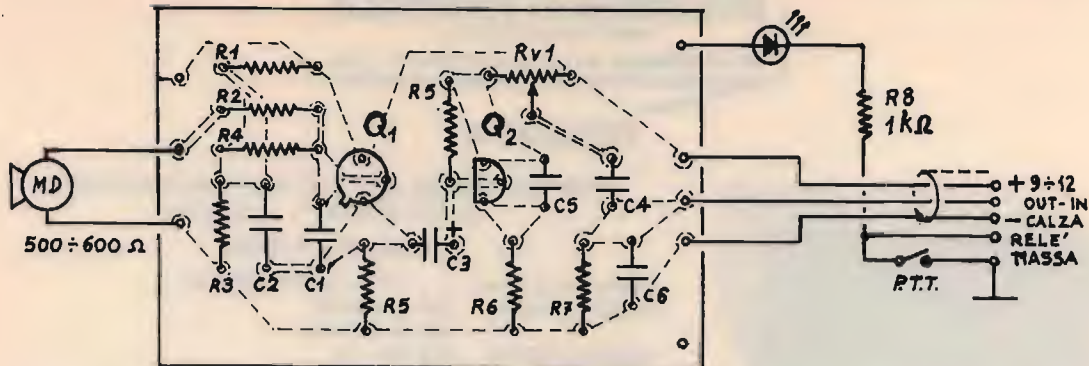 R1
R2
R4
R3
C2
C1
Q1
R5
C3
R5
Q2
Rv1
C5
C4
R6
R7
C6
M.D
500÷600 Ω
R8
1KΩ
+ 9÷12
OUT-IN
- CALZA
RELE'
MASSA
P.T.T.